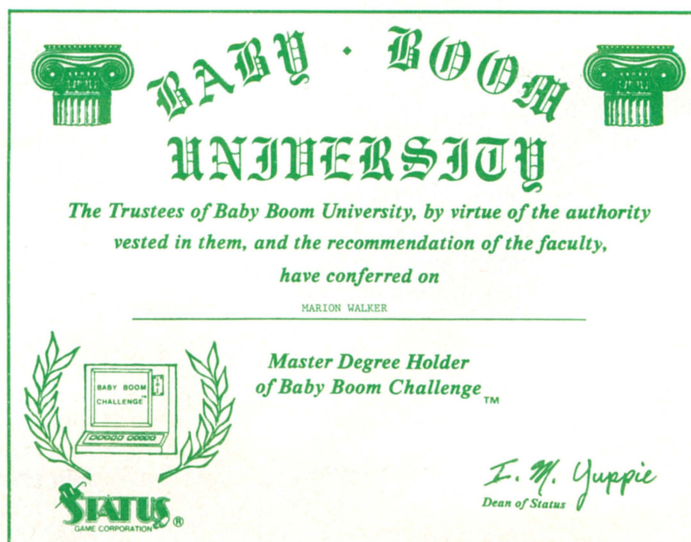 BABY · BOOM
UNIVERSITY
The Trustees of Baby Boom University, by virtue of the authority
vested in them, and the recommendation of the faculty,
have conferred on
MARION WALKER
Master Degree Holder
of Baby Boom Challenge™
BABY BOOM
CHALLENGE™
I. M. Yuppie
Dean of Status
STATUS®
GAME CORPORATION